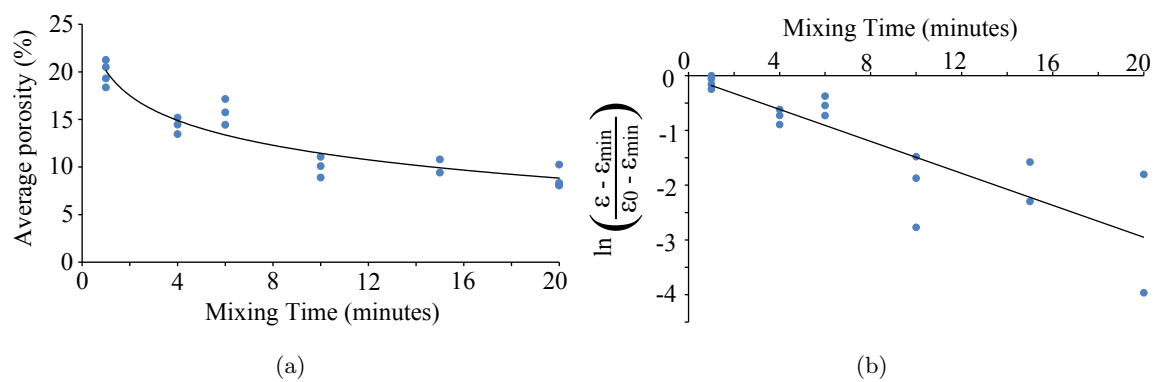 25
20
15
10
5
0
Average porosity (%)
0 4 8 12 16 20
Mixing Time (minutes)
(a)
Mixing Time (minutes)
0 4 8 12 16 20
0
-1
-2
-3
-4
ln ( ε - εmin / ε0 - εmin )
(b)